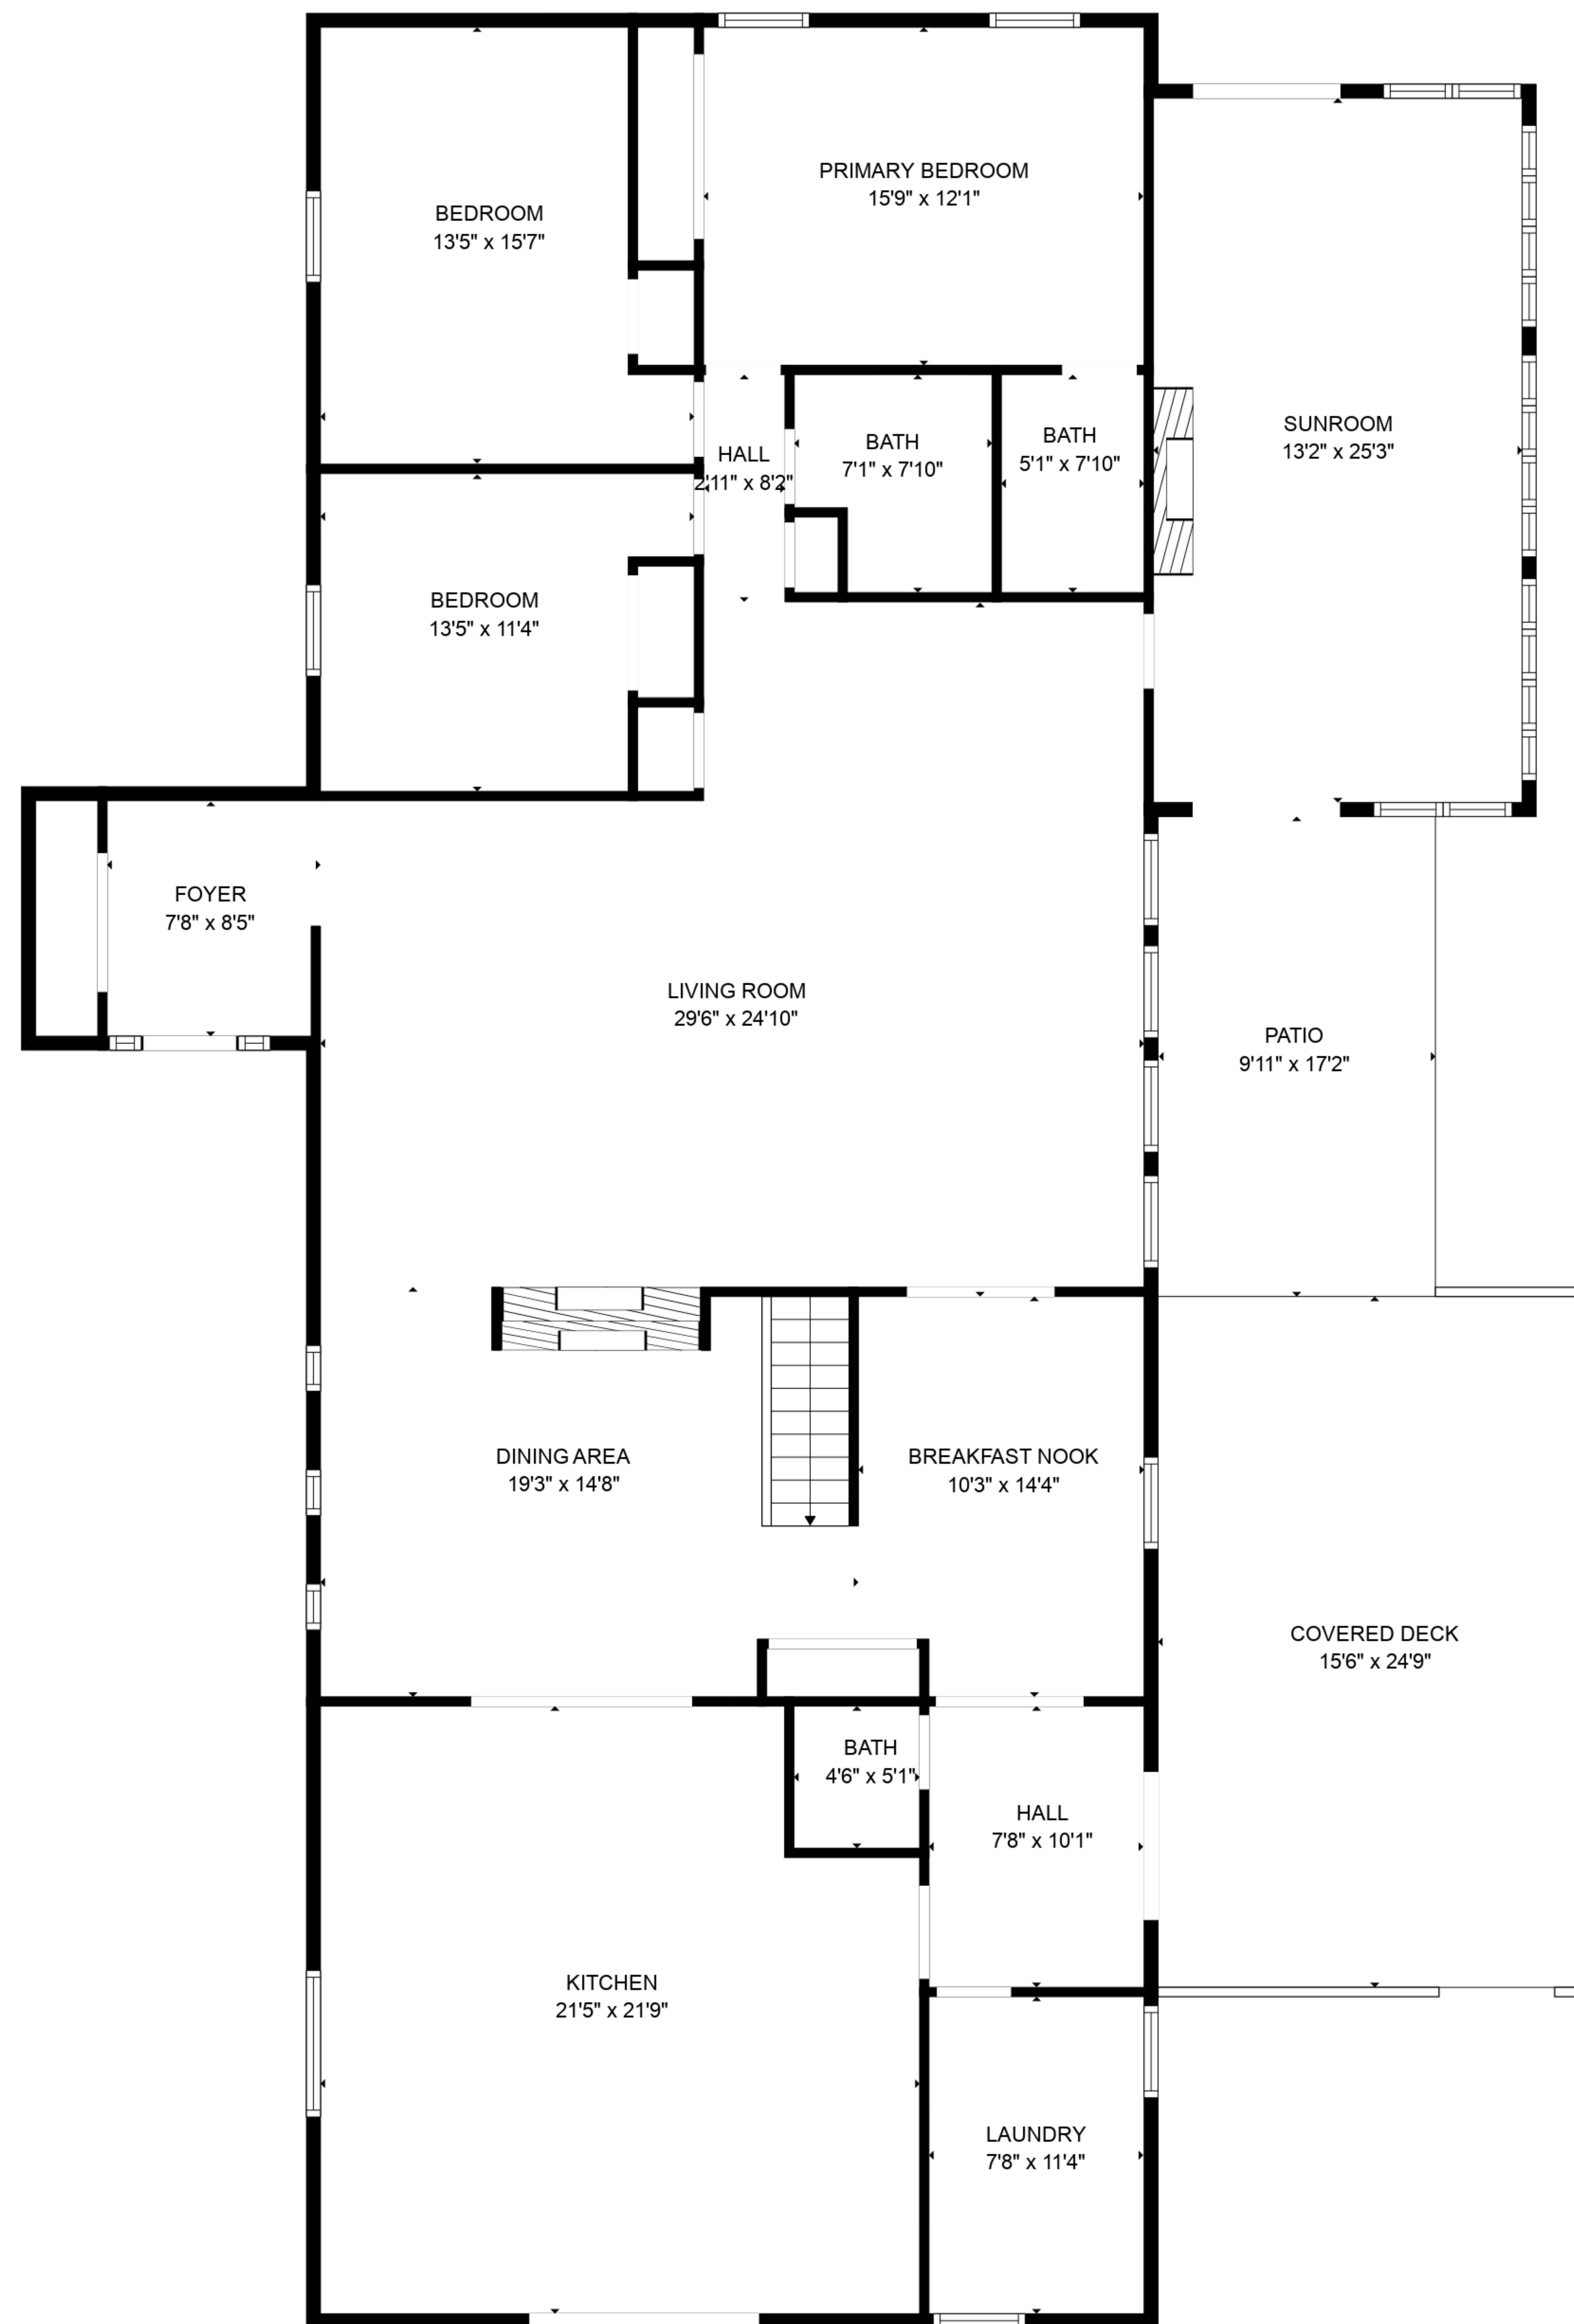 PRIMARY BEDROOM
15'9" x 12'1"
BEDROOM
13'5" x 15'7"
SUNROOM
13'2" x 25'3"
HALL
2'11" x 8'2"
BATH
7'1" x 7'10"
BATH
5'1" x 7'10"
BEDROOM
13'5" x 11'4"
FOYER
7'8" x 8'5"
LIVING ROOM
29'6" x 24'10"
PATIO
9'11" x 17'2"
DINING AREA
19'3" x 14'8"
BREAKFAST NOOK
10'3" x 14'4"
COVERED DECK
15'6" x 24'9"
BATH
4'6" x 5'1"
HALL
7'8" x 10'1"
KITCHEN
21'5" x 21'9"
LAUNDRY
7'8" x 11'4"